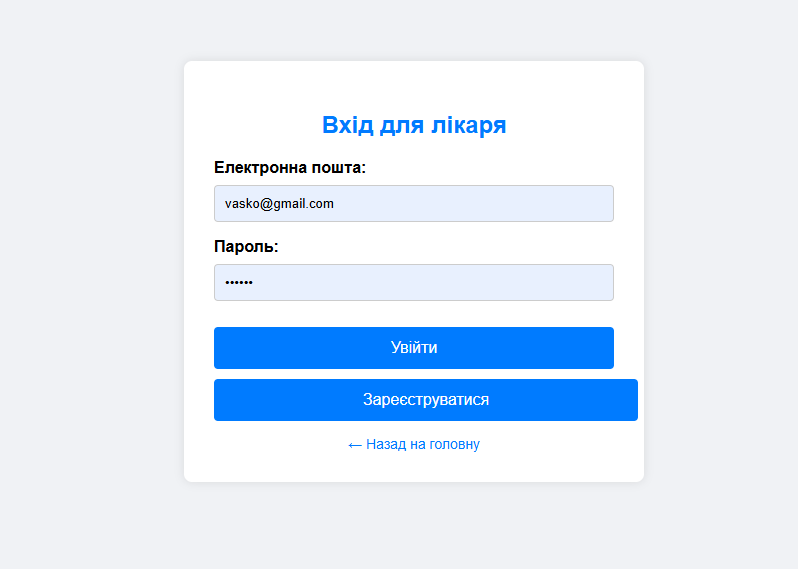 Вхід для лікаря
Електронна пошта:
vasko@gmail.com
Пароль:
••••••
Увійти
Зареєструватися
← Назад на головну